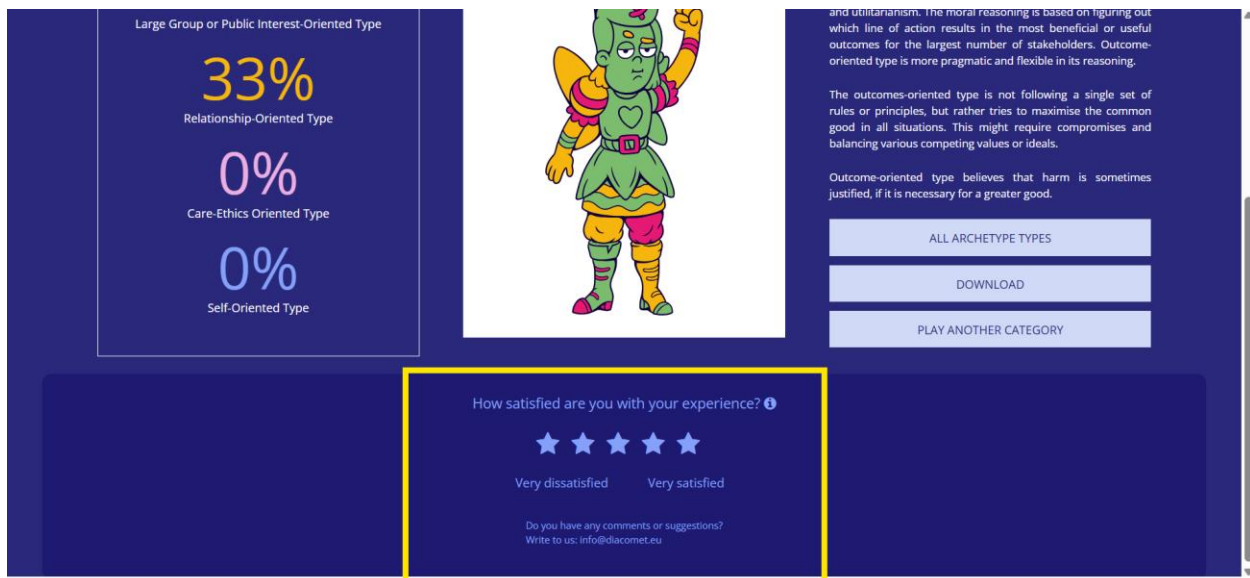 Large Group or Public Interest-Oriented Type
33%
Relationship-Oriented Type
0%
Care-Ethics Oriented Type
0%
Self-Oriented Type
and utilitarianism. The moral reasoning is based on figuring out
which line of action results in the most beneficial or useful
outcomes for the largest number of stakeholders. Outcome-
oriented type is more pragmatic and flexible in its reasoning.
The outcomes-oriented type is not following a single set of
rules or principles, but rather tries to maximise the common
good in all situations. This might require compromises and
balancing various competing values or ideals.
Outcome-oriented type believes that harm is sometimes
justified, if it is necessary for a greater good.
ALL ARCHETYPE TYPES
DOWNLOAD
PLAY ANOTHER CATEGORY
How satisfied are you with your experience?
Very dissatisfied Very satisfied
Do you have any comments or suggestions?
Write to us: info@diacomet.eu